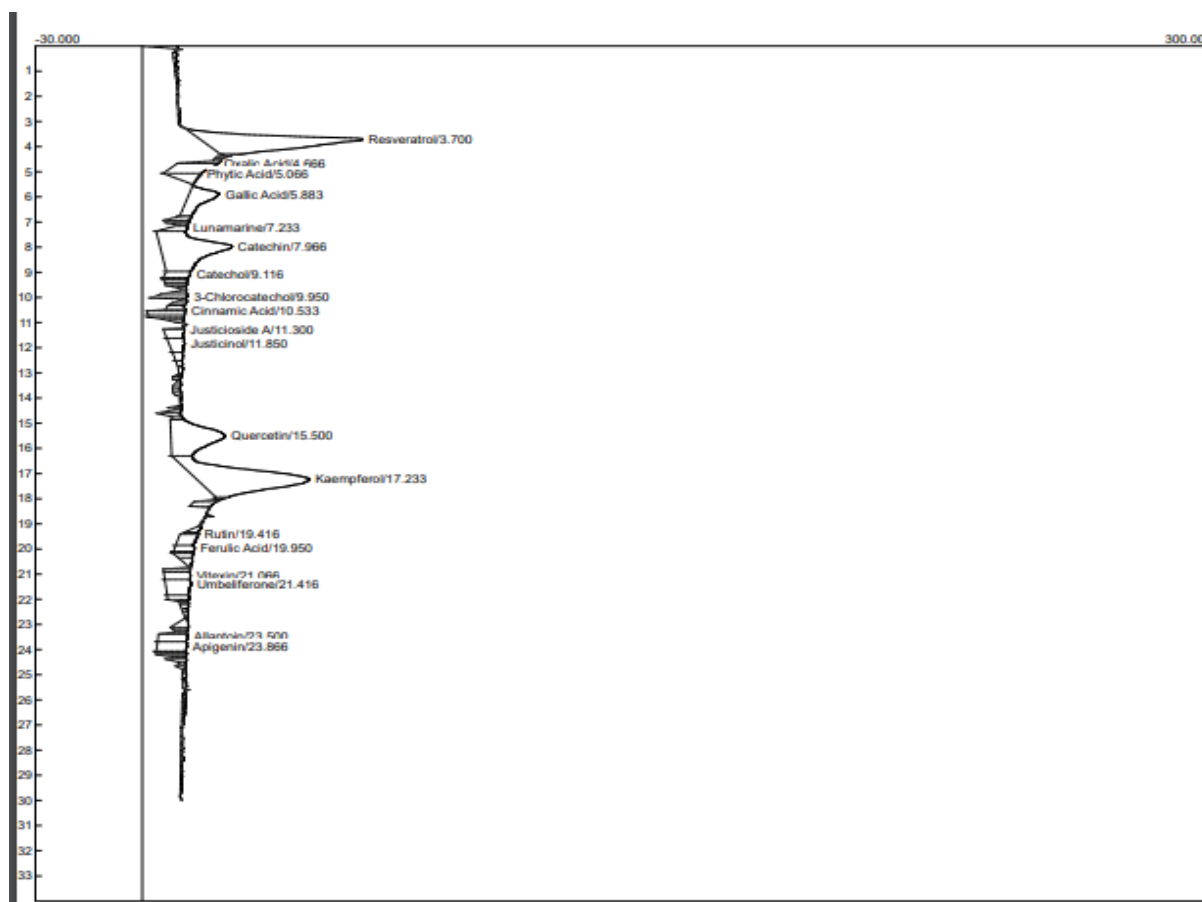 -30.000
300.00
1
2
3
Resveratrol/3.700
4
Oxalic Acid/4.666
5
Phytic Acid/5.066
6
Gallic Acid/5.883
7
Lunamarine/7.233
8
Catechin/7.966
9
Catechol/9.116
10
3-Chlorocatechol/9.950
Cinnamic Acid/10.533
11
Justicioside A/11.300
12
Justicinol/11.850
13
14
15
Quercetin/15.500
16
17
Kaempferol/17.233
18
19
Rutin/19.416
20
Ferulic Acid/19.950
21
Vitexin/21.066
Umbeliferone/21.416
22
23
Allantoin/23.500
24
Apigenin/23.866
25
26
27
28
29
30
31
32
33